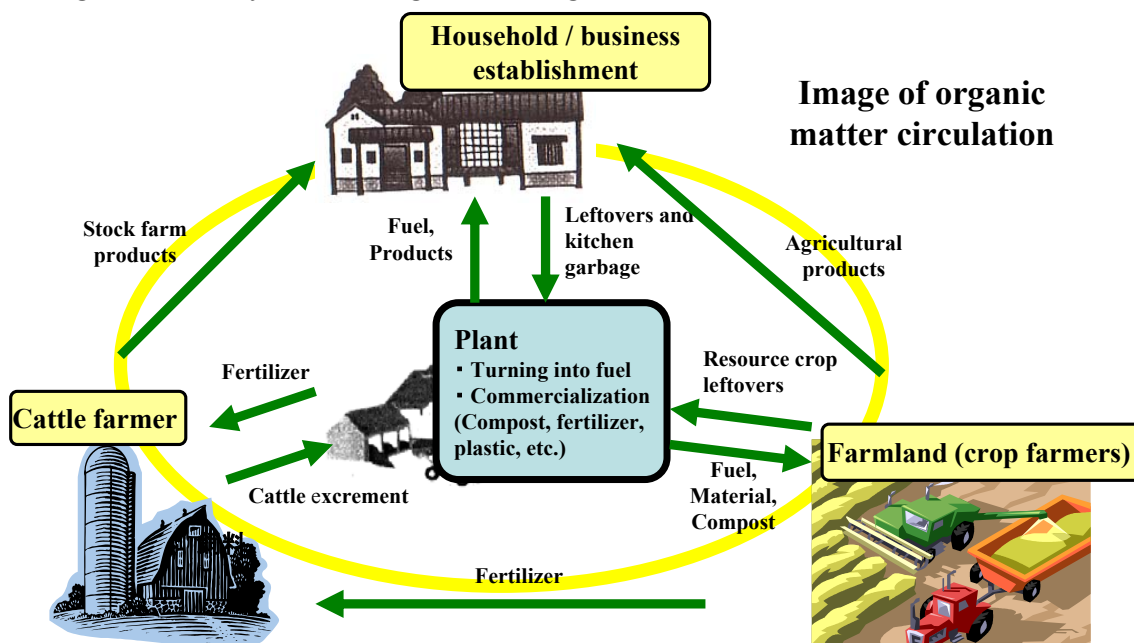 Household / business
establishment
Image of organic
matter circulation
Stock farm
products
Fuel,
Products
Leftovers and
kitchen
garbage
Agricultural
products
Plant
・Turning into fuel
・Commercialization
(Compost, fertilizer,
plastic, etc.)
Resource crop
leftovers
Fertilizer
Cattle farmer
Cattle excrement
Fuel,
Material,
Compost
Farmland (crop farmers)
Fertilizer